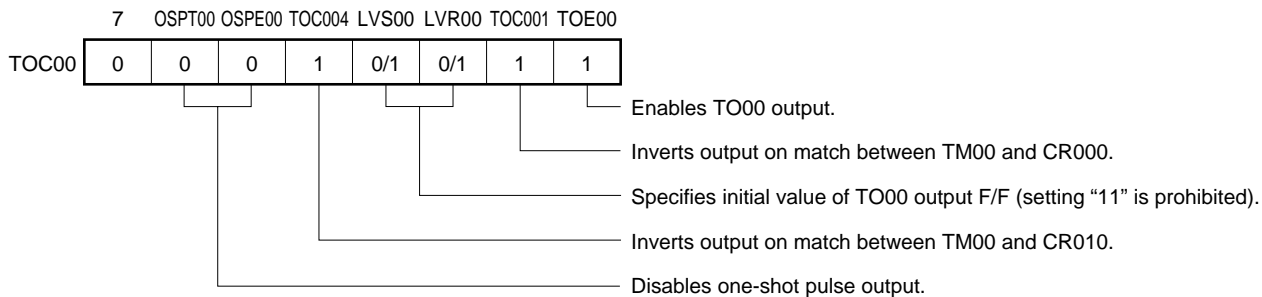 7 OSPT00 OSPE00 TOC004 LVS00 LVR00 TOC001 TOE00
TOC00 0 0 0 1 0/1 0/1 1 1
Enables TO00 output.
Inverts output on match between TM00 and CR000.
Specifies initial value of TO00 output F/F (setting “11” is prohibited).
Inverts output on match between TM00 and CR010.
Disables one-shot pulse output.